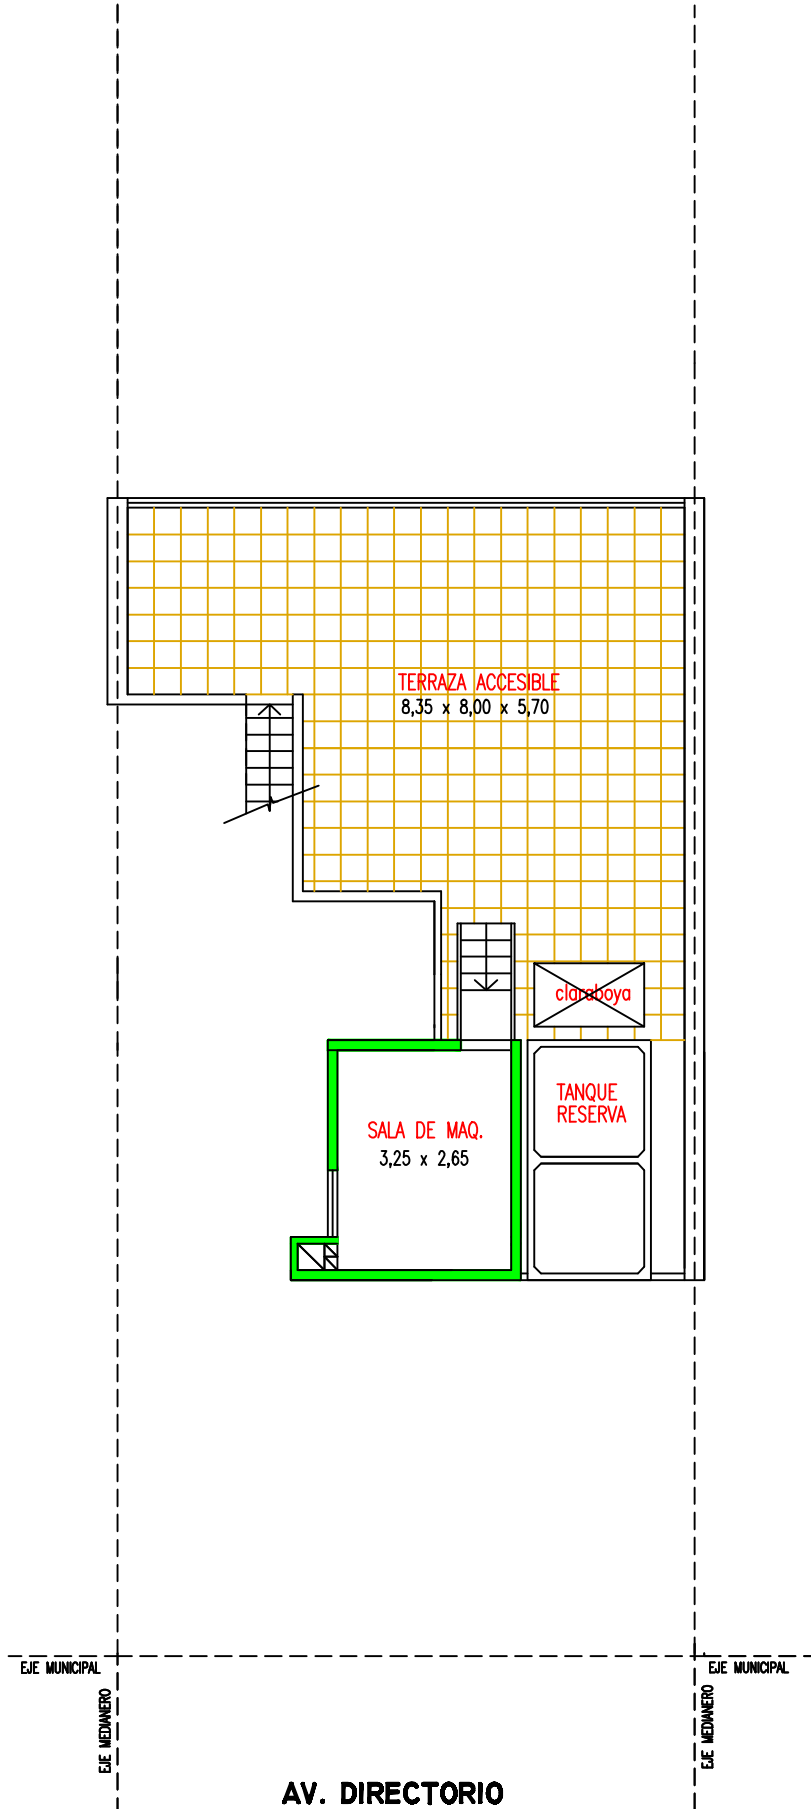 TERRAZA ACCESIBLE
8,35 x 8,00 x 5,70
claraboya
TANQUE
RESERVA
SALA DE MAQ.
3,25 x 2,65
EJE MUNICIPAL
EJE MUNICIPAL
EJE MEDIANERO
EJE MEDIANERO
AV. DIRECTORIO